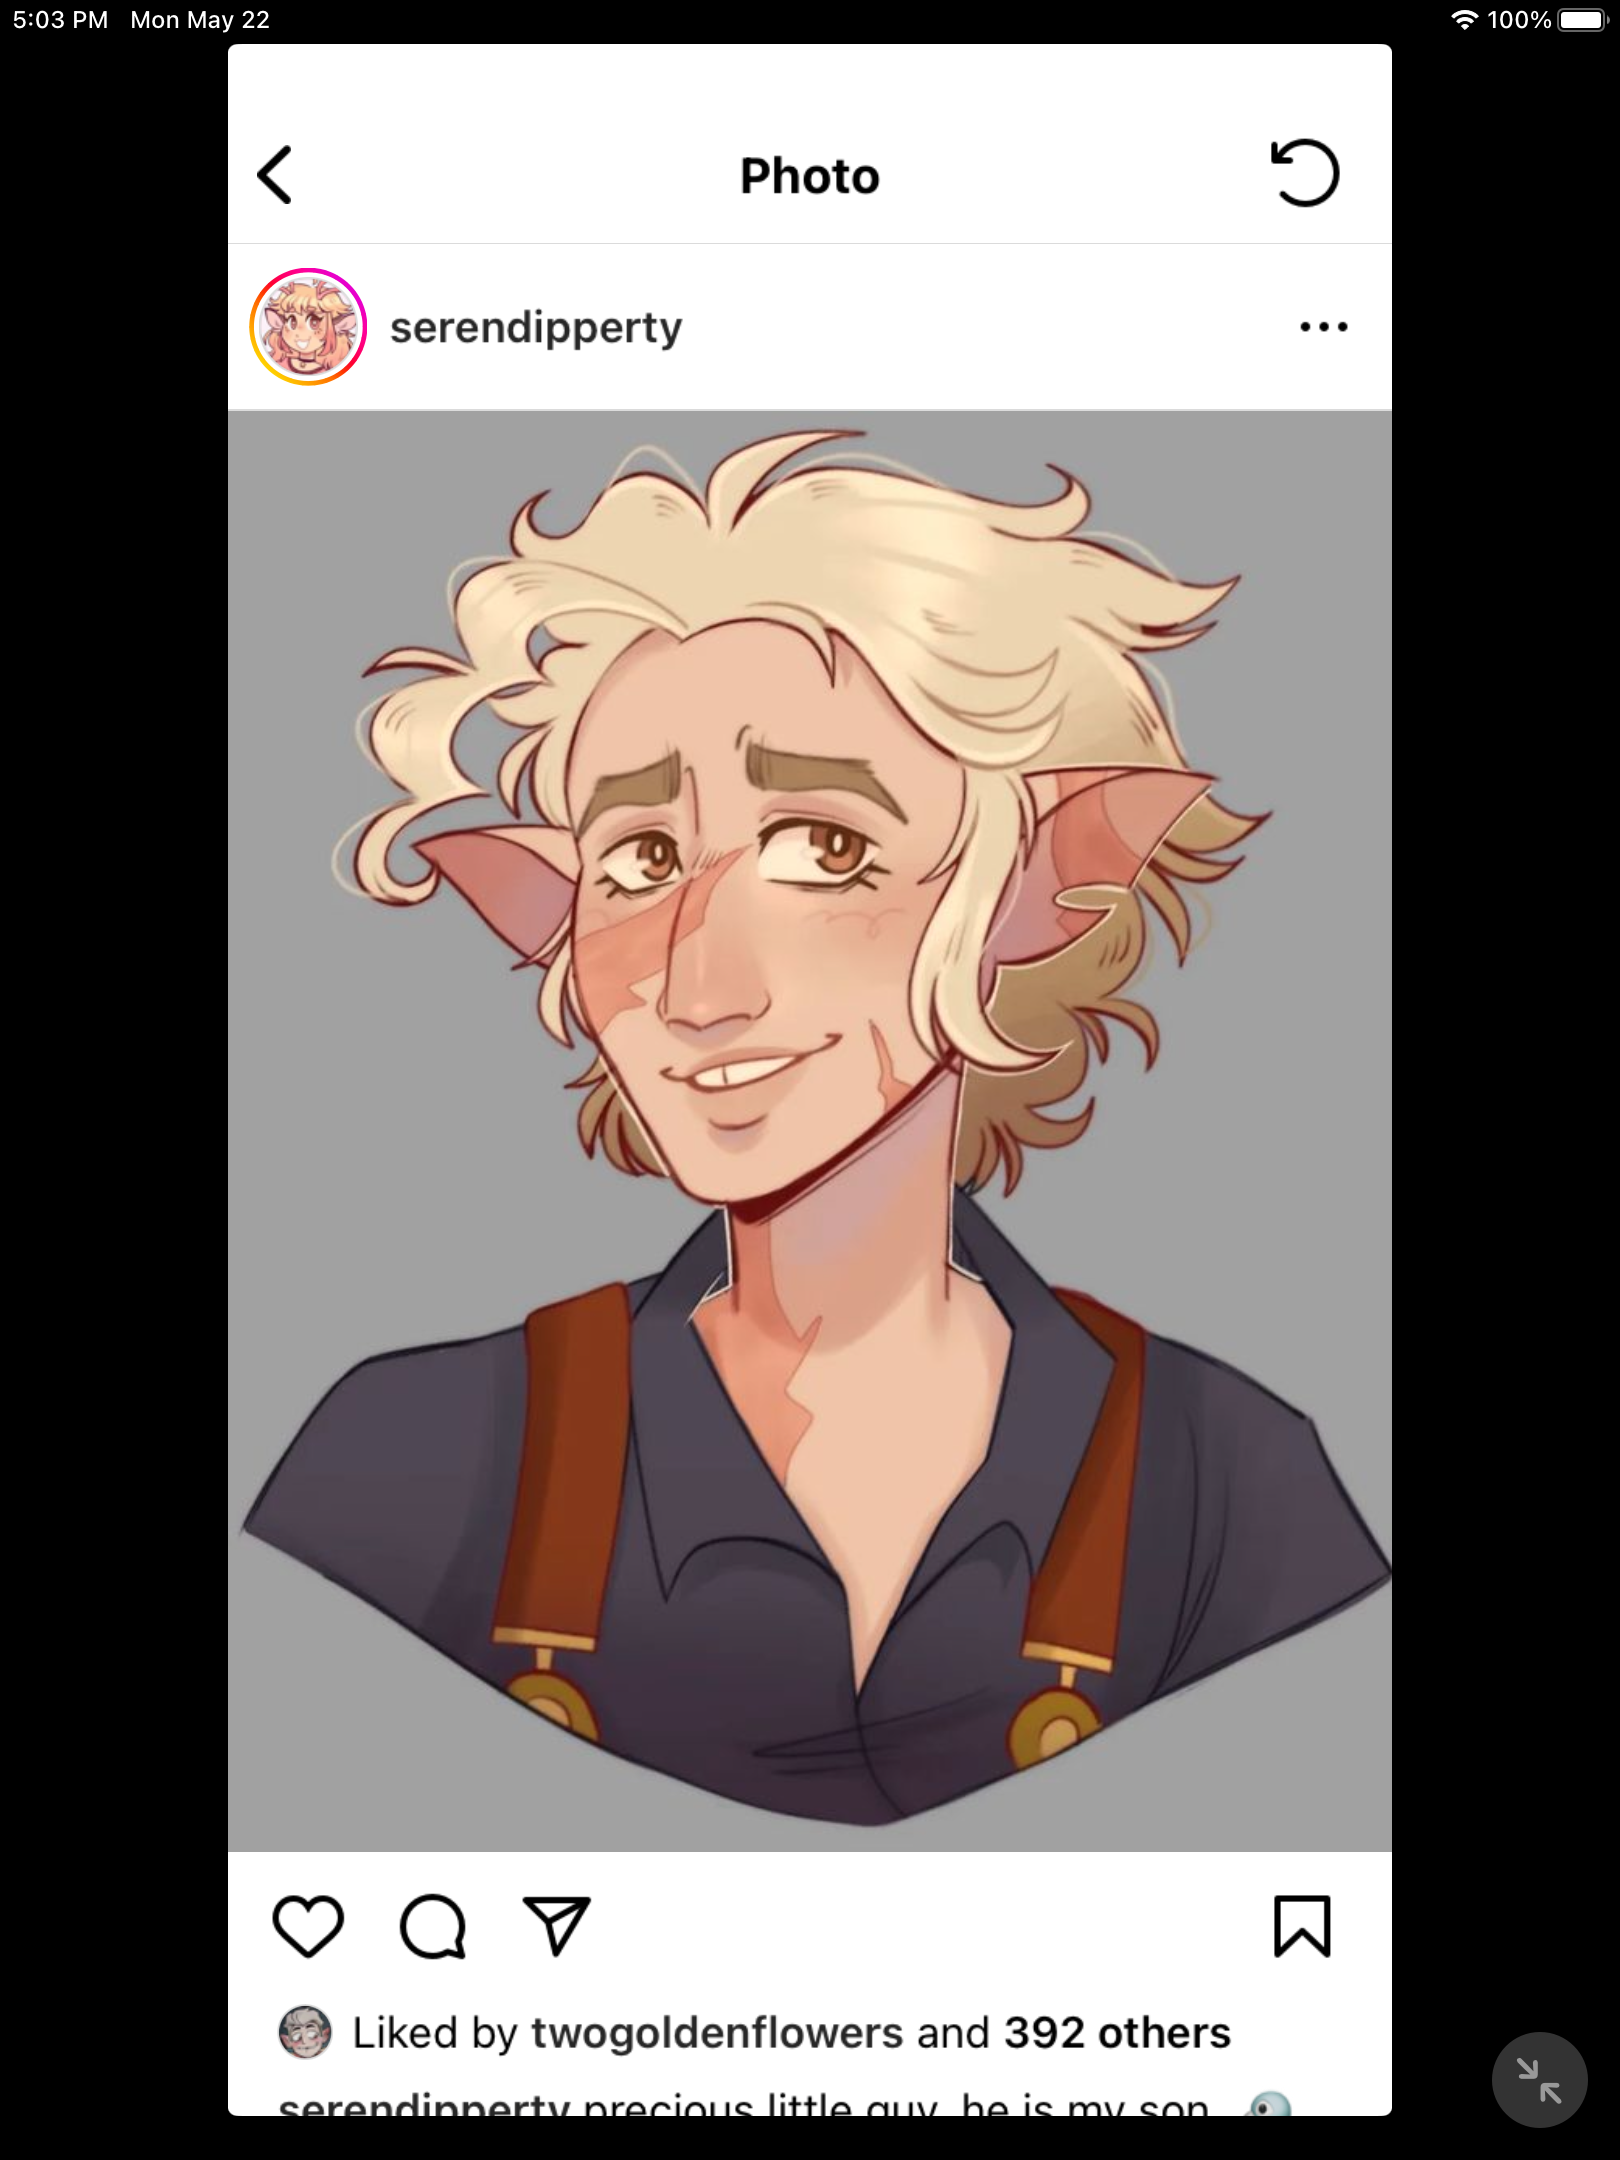 5:03 PM Mon May 22
100%
Photo
serendipperty
Liked by twogoldenflowers and 392 others
serendipperty precious little guy, he is my son